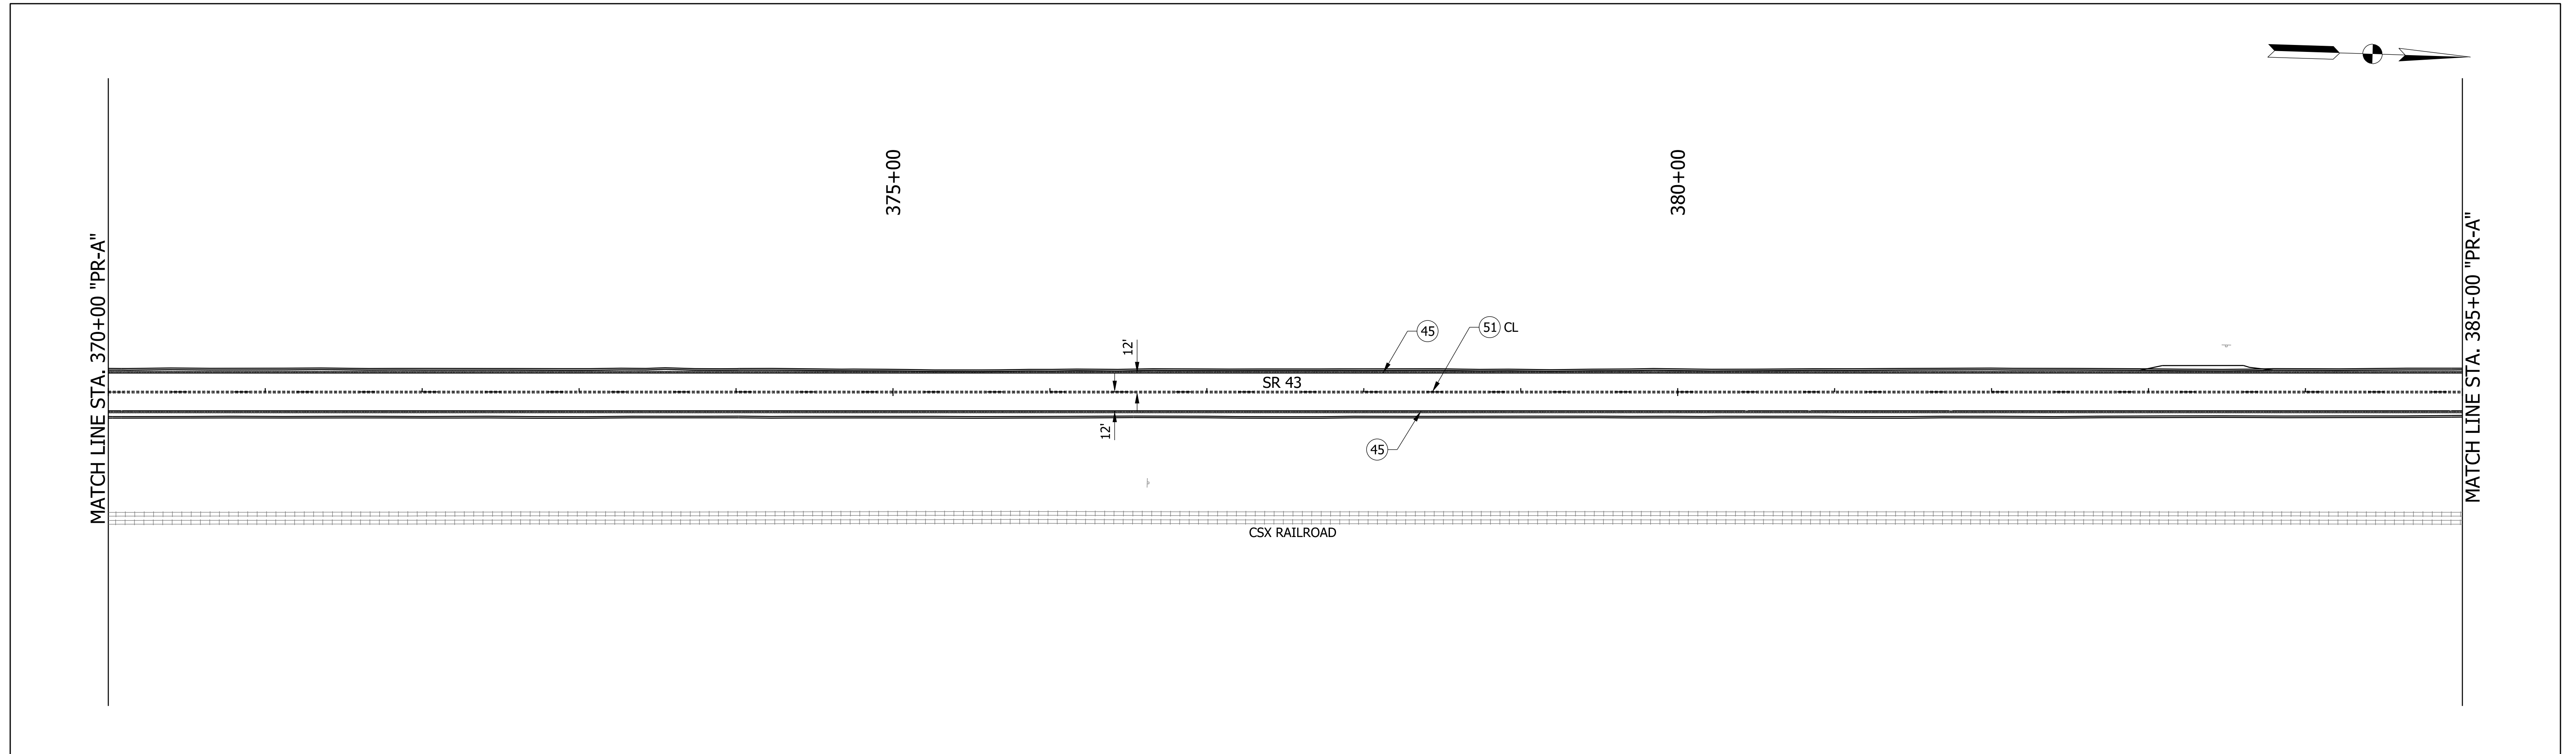 375+00
380+00
MATCH LINE STA. 370+00 "PR-A"
MATCH LINE STA. 385+00 "PR-A"
45
51 CL
12'
SR 43
12'
45
CSX RAILROAD